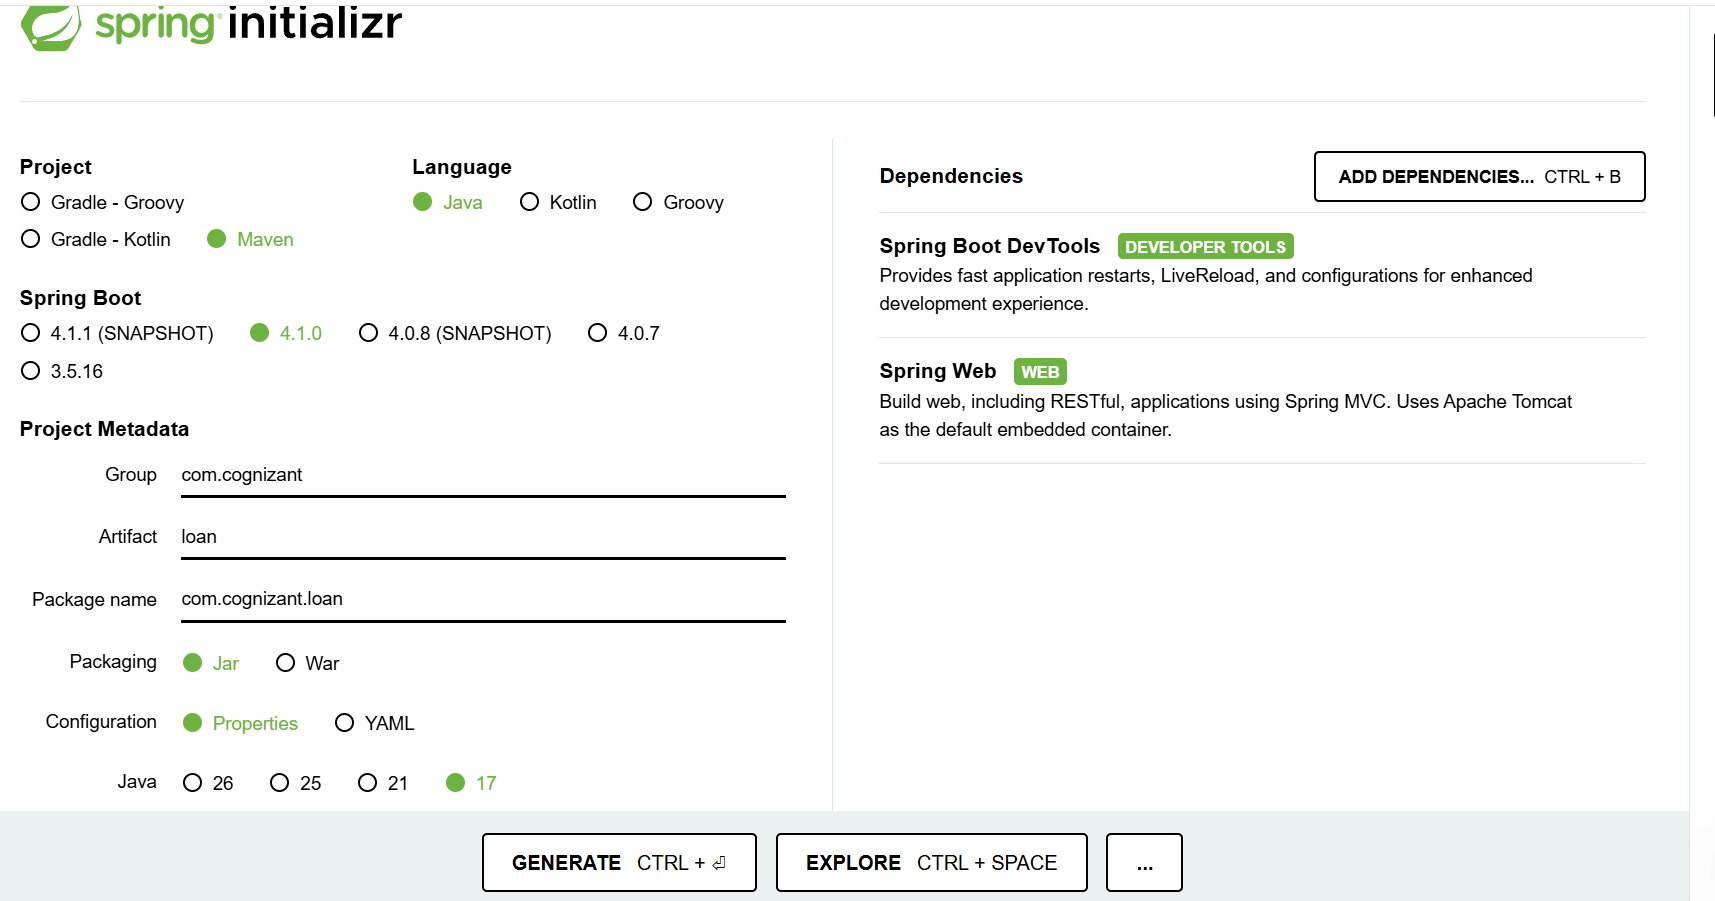 spring initializr
Project
Gradle - Groovy
Gradle - Kotlin Maven
Language
Java Kotlin Groovy
Spring Boot
4.1.1 (SNAPSHOT) 4.1.0 4.0.8 (SNAPSHOT) 4.0.7
3.5.16
Project Metadata
Group com.cognizant
Artifact loan
Package name com.cognizant.loan
Packaging Jar War
Configuration Properties YAML
Java 26 25 21 17
Dependencies
ADD DEPENDENCIES... CTRL + B
Spring Boot DevTools DEVELOPER TOOLS
Provides fast application restarts, LiveReload, and configurations for enhanced
development experience.
Spring Web WEB
Build web, including RESTful, applications using Spring MVC. Uses Apache Tomcat
as the default embedded container.
GENERATE CTRL + ⏎
EXPLORE CTRL + SPACE
...